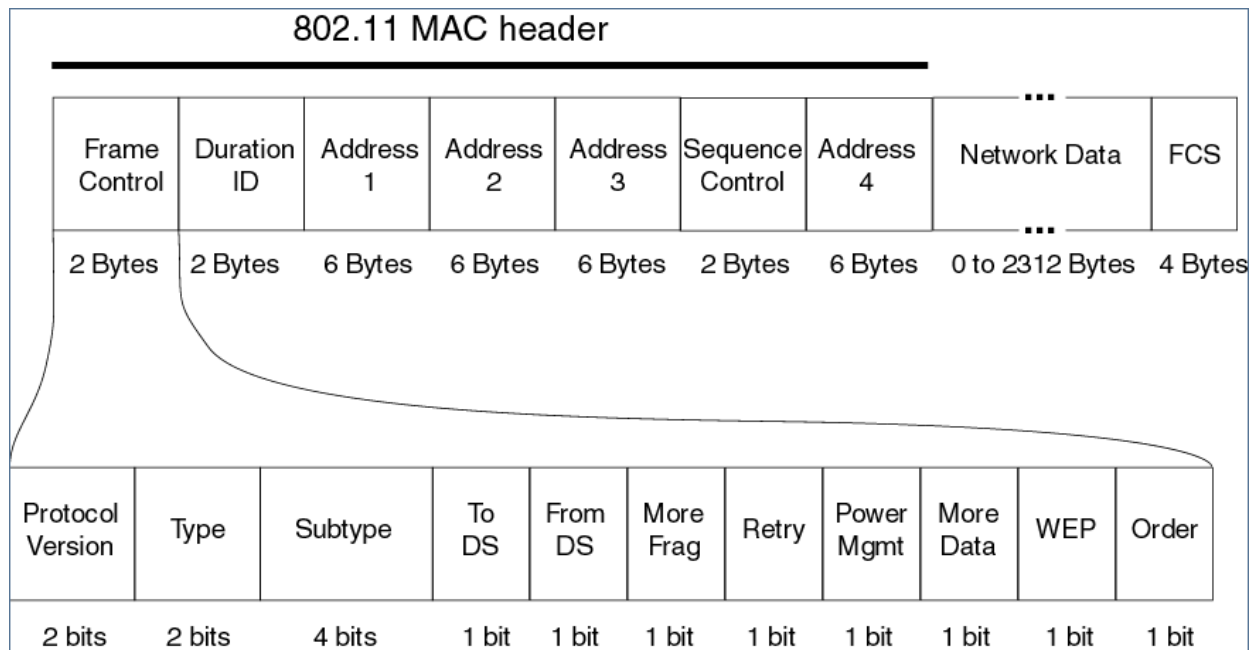 802.11 MAC header
...
Frame
Control
Duration
ID
Address
1
Address
2
Address
3
Sequence
Control
Address
4
Network Data
FCS
...
2 Bytes
2 Bytes
6 Bytes
6 Bytes
6 Bytes
2 Bytes
6 Bytes
0 to 2312 Bytes
4 Bytes
Protocol
Version
Type
Subtype
To
DS
From
DS
More
Frag
Retry
Power
Mgmt
More
Data
WEP
Order
2 bits
2 bits
4 bits
1 bit
1 bit
1 bit
1 bit
1 bit
1 bit
1 bit
1 bit